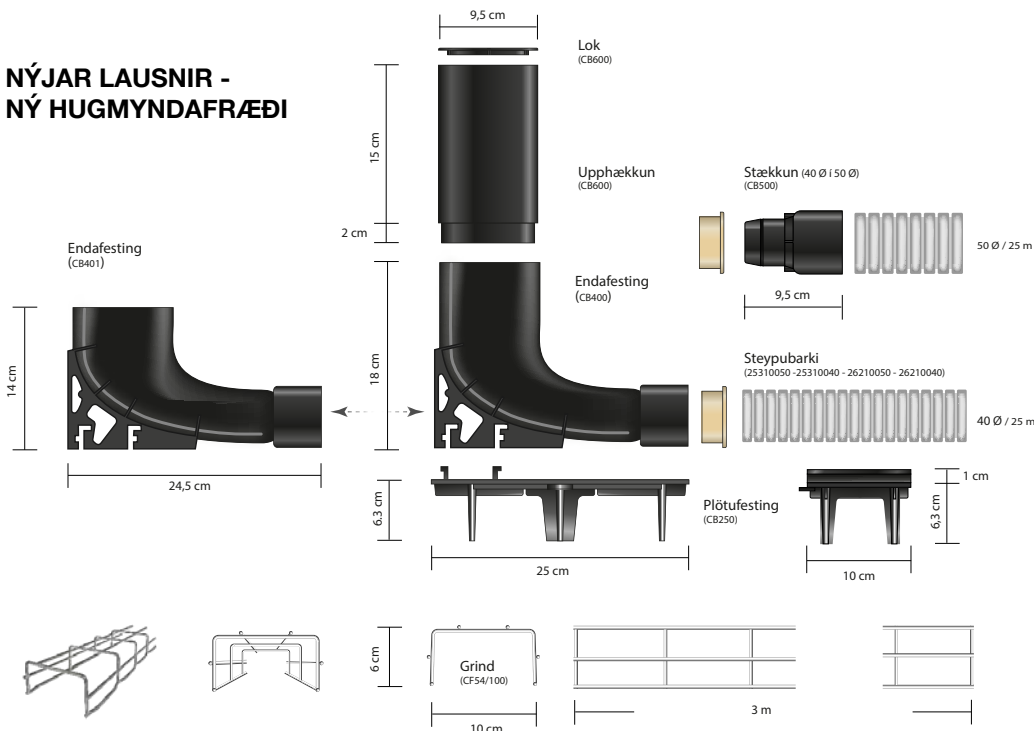 NÝJAR LAUSNIR -
NÝ HUGMYNDAFRÆÐI
9,5 cm
Lok
(CB600)
15 cm
Upphækkun
(CB600)
2 cm
Stækkun (40 Ø í 50 Ø)
(CB500)
50 Ø / 25 m
9,5 cm
Endafesting
(CB401)
14 cm
24,5 cm
Endafesting
(CB400)
18 cm
Steypubarki
(25310050 -25310040 - 26210050 - 26210040)
40 Ø / 25 m
6.3 cm
25 cm
Plötufesting
(CB250)
1 cm
6,3 cm
10 cm
6 cm
Grind
(CF54/100)
10 cm
3 m